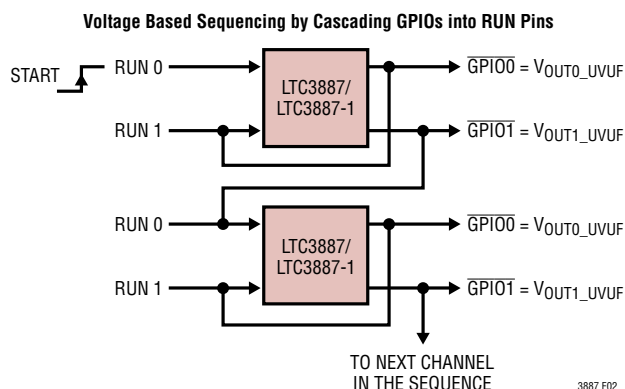 Voltage Based Sequencing by Cascading GPIOs into RUN Pins
START
RUN 0
LTC3887/
LTC3887-1
GPIO0 = VOUT0_UVUF
RUN 1
GPIO1 = VOUT1_UVUF
RUN 0
LTC3887/
LTC3887-1
GPIO0 = VOUT0_UVUF
RUN 1
GPIO1 = VOUT1_UVUF
TO NEXT CHANNEL
IN THE SEQUENCE
3887 F02